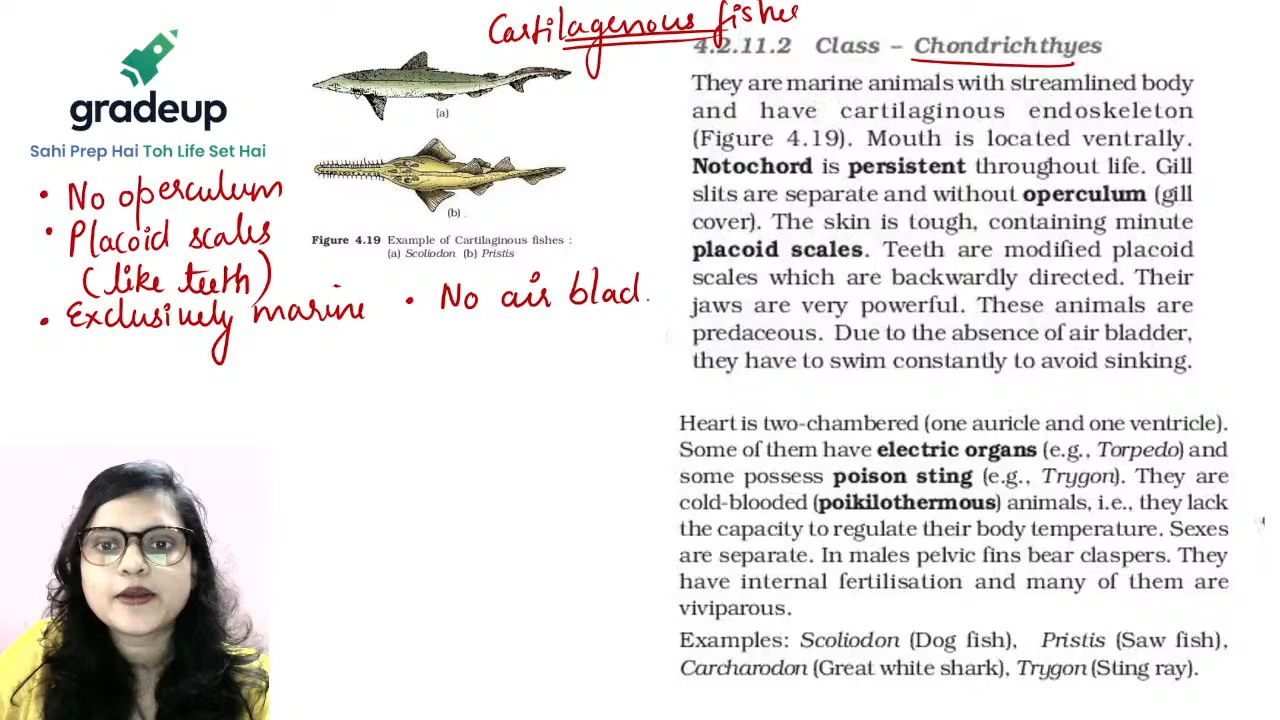 Cartilagenous fishes
gradeup
Sahi Prep Hai Toh Life Set Hai
• No operculum
• Placoid scales
(like teeth)
• Exclusively marine
• No air blad.
(a)
(b)
Figure 4.19 Example of Cartilaginous fishes :
(a) Scoliodon (b) Pristis
4.2.11.2 Class – Chondrichthyes
They are marine animals with streamlined body
and have cartilaginous endoskeleton
(Figure 4.19). Mouth is located ventrally.
Notochord is persistent throughout life. Gill
slits are separate and without operculum (gill
cover). The skin is tough, containing minute
placoid scales. Teeth are modified placoid
scales which are backwardly directed. Their
jaws are very powerful. These animals are
predaceous. Due to the absence of air bladder,
they have to swim constantly to avoid sinking.
Heart is two-chambered (one auricle and one ventricle).
Some of them have electric organs (e.g., Torpedo) and
some possess poison sting (e.g., Trygon). They are
cold-blooded (poikilothermous) animals, i.e., they lack
the capacity to regulate their body temperature. Sexes
are separate. In males pelvic fins bear claspers. They
have internal fertilisation and many of them are
viviparous.
Examples: Scoliodon (Dog fish), Pristis (Saw fish),
Carcharodon (Great white shark), Trygon (Sting ray).